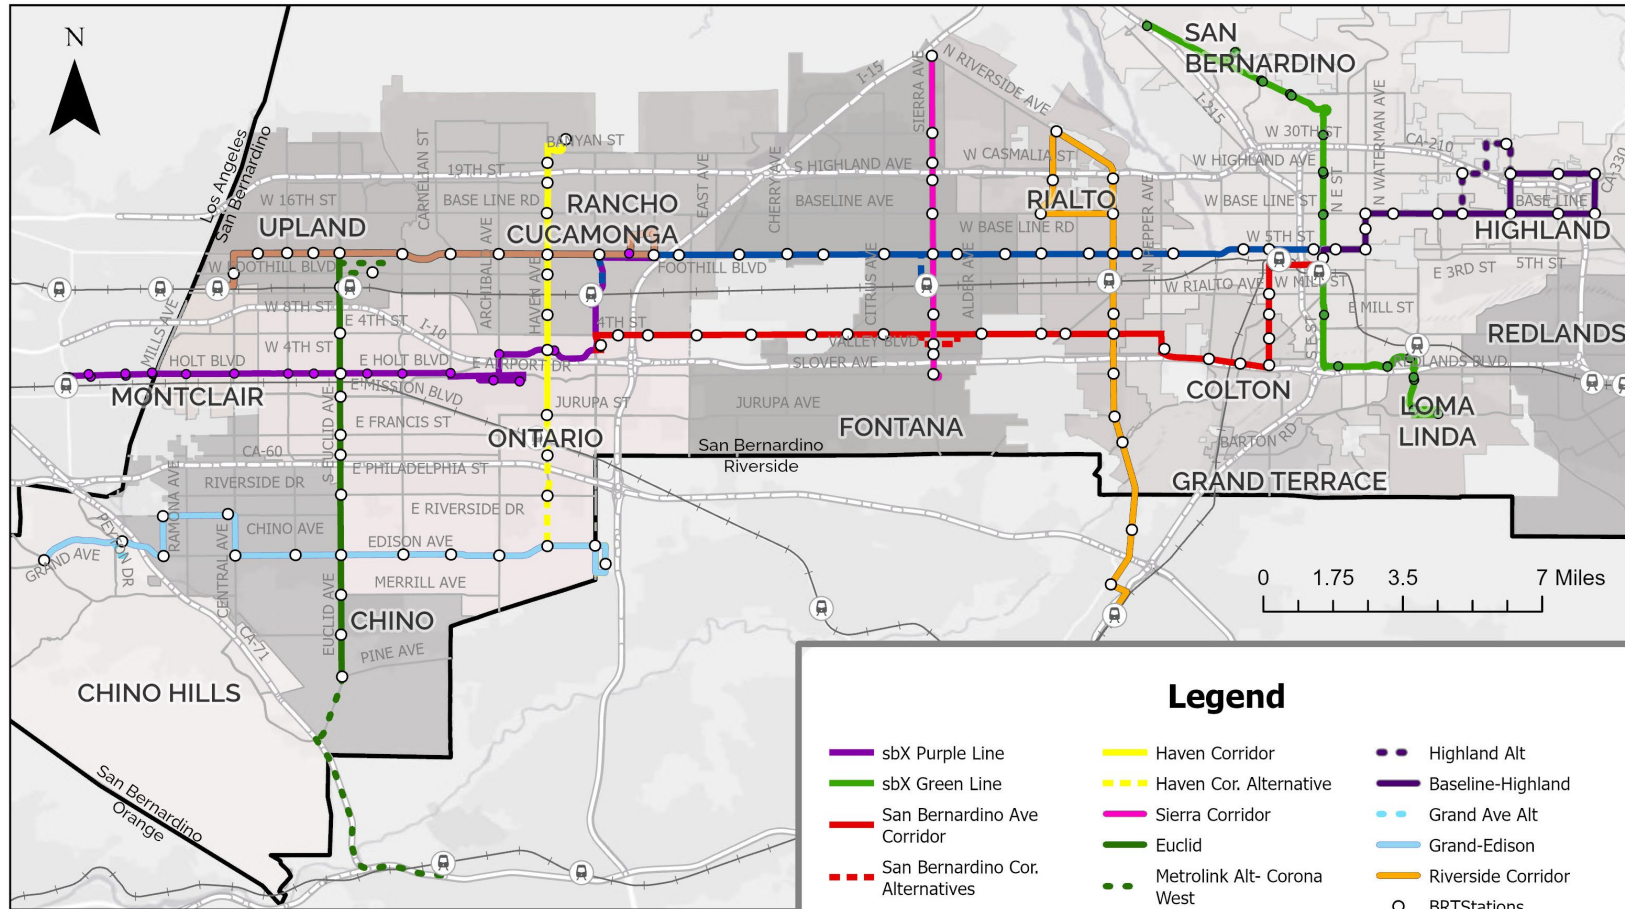 N
SAN
BERNARDINO
I-15
SIERRA AVE
N RIVERSIDE AVE
I-215
N WATERMAN AVE
CA-210
CA-330
Los Angeles
San Bernardino
CARNELIAN ST
BANYAN ST
19TH ST
EAST AVE
CHERRY AVE
S HIGHLAND AVE
W CASMALIA ST
W 30TH ST
W HIGHLAND AVE
N E ST
W 16TH ST
BASE LINE RD
RANCHO
CUCAMONGA
BASELINE AVE
RIALTO
W BASE LINE RD
N PEPPER AVE
W BASE LINE ST
BASE LINE
HIGHLAND
UPLAND
ARCHIBALD AVE
HAVEN AVE
W FOOTHILL BLVD
FOOTHILL BLVD
CITRUS AVE
ALDER AVE
W 5TH ST
E 3RD ST
5TH ST
W RIALTO AVE
W MILL ST
E MILL ST
MILLS AVE
W 8TH ST
E 4TH ST
I-10
4TH ST
W 4TH ST
HOLT BLVD
E HOLT BLVD
E AIRPORT DR
VALLEY BLVD
SLOVER AVE
S E ST
REDLANDS
REDLANDS BLVD
MONTCLAIR
E MISSION BLVD
JURUPA ST
JURUPA AVE
COLTON
LOMA
LINDA
S EUCLID AVE
E FRANCIS ST
ONTARIO
FONTANA
BARTON RD
San Bernardino
Riverside
CA-60
E PHILADELPHIA ST
RIVERSIDE DR
GRAND TERRACE
RAMONA AVE
E RIVERSIDE DR
PEYTON DR
CHINO AVE
EDISON AVE
GRAND AVE
CENTRAL AVE
EUCLID AVE
MERRILL AVE
CHINO
CA-71
PINE AVE
CHINO HILLS
San Bernardino
Orange
0 1.75 3.5 7 Miles
Legend
sbX Purple Line
sbX Green Line
San Bernardino Ave
Corridor
San Bernardino Cor.
Alternatives
Haven Corridor
Haven Cor. Alternative
Sierra Corridor
Euclid
Metrolink Alt- Corona
West
Highland Alt
Baseline-Highland
Grand Ave Alt
Grand-Edison
Riverside Corridor
BRTStations